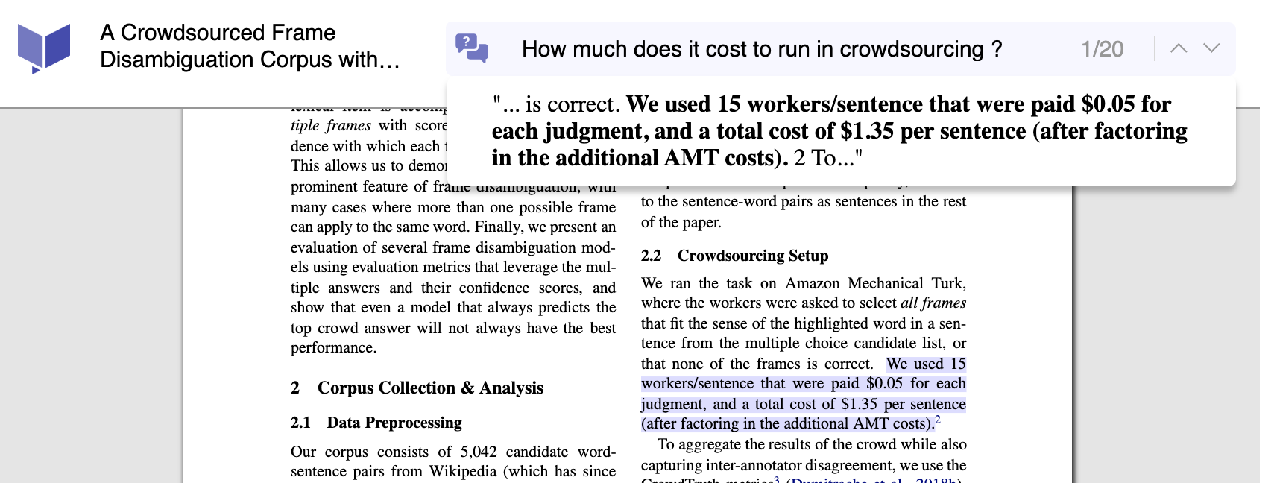 A Crowdsourced Frame
Disambiguation Corpus with...
How much does it cost to run in crowdsourcing ?
1/20
"... is correct. We used 15 workers/sentence that were paid $0.05 for
each judgment, and a total cost of $1.35 per sentence (after factoring
in the additional AMT costs). 2 To..."
tiple frames with score
dence with which each
This allows us to demo
prominent feature of frame disambiguation, with
many cases where more than one possible frame
can apply to the same word. Finally, we present an
evaluation of several frame disambiguation mod-
els using evaluation metrics that leverage the mul-
tiple answers and their confidence scores, and
show that even a model that always predicts the
top crowd answer will not always have the best
performance.
2 Corpus Collection & Analysis
2.1 Data Preprocessing
Our corpus consists of 5,042 candidate word-
sentence pairs from Wikipedia (which has since
to the sentence-word pairs as sentences in the rest
of the paper.
2.2 Crowdsourcing Setup
We ran the task on Amazon Mechanical Turk,
where the workers were asked to select all frames
that fit the sense of the highlighted word in a sen-
tence from the multiple choice candidate list, or
that none of the frames is correct. We used 15
workers/sentence that were paid $0.05 for each
judgment, and a total cost of $1.35 per sentence
(after factoring in the additional AMT costs).2
To aggregate the results of the crowd while also
capturing inter-annotator disagreement, we use the